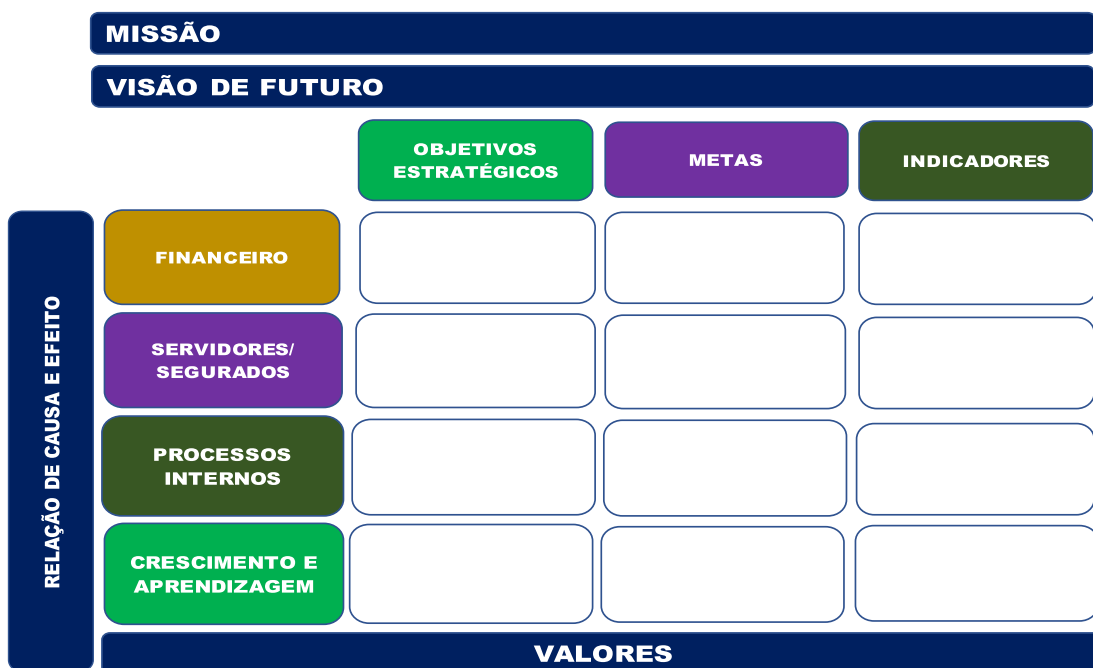 MISSÃO
VISÃO DE FUTURO
OBJETIVOS
ESTRATÉGICOS
METAS
INDICADORES
RELAÇÃO DE CAUSA E EFEITO
FINANCEIRO
SERVIDORES/
SEGURADOS
PROCESSOS
INTERNOS
CRESCIMENTO E
APRENDIZAGEM
VALORES